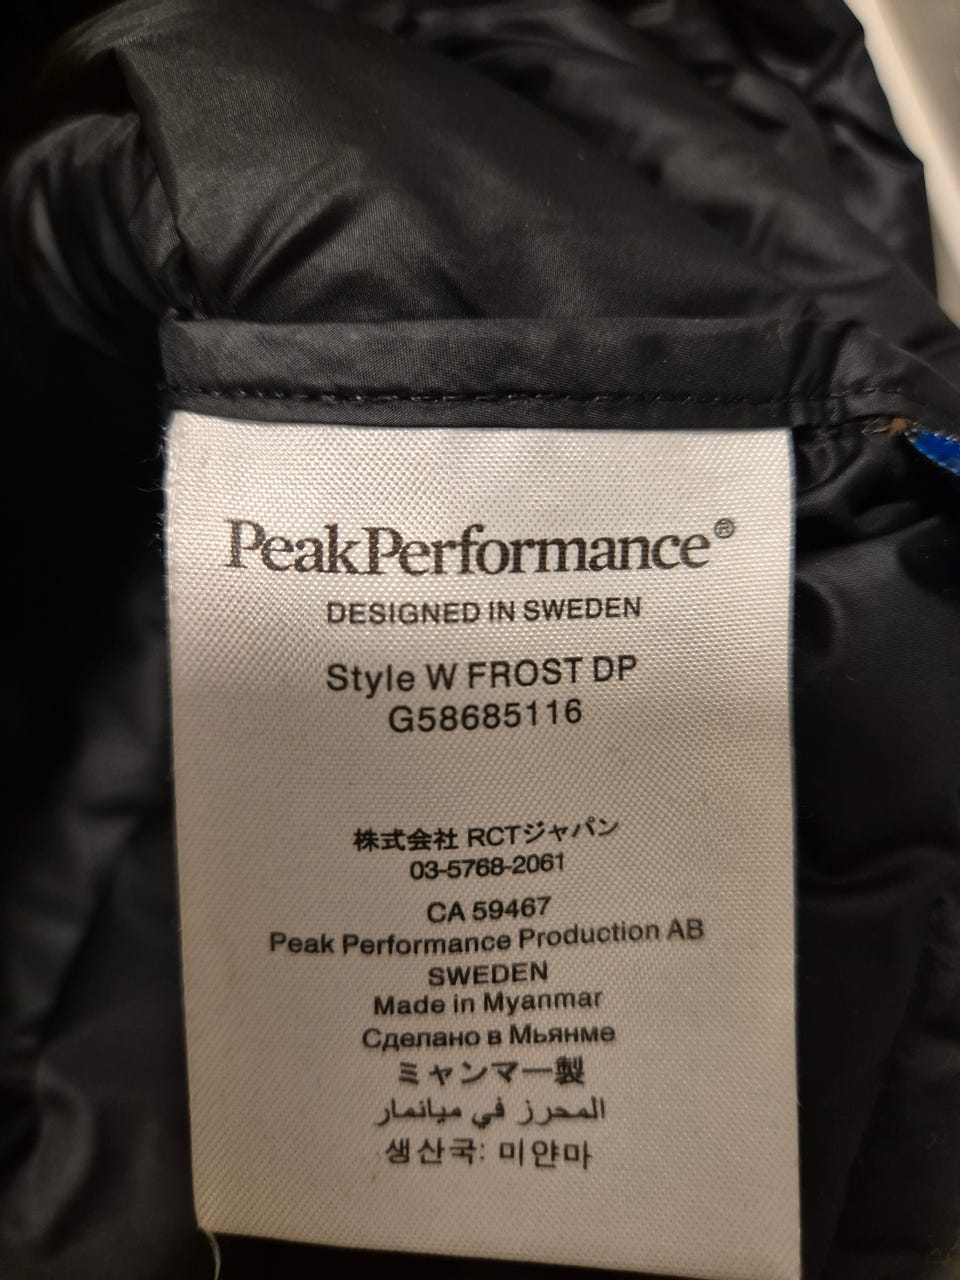 PeakPerformance®
DESIGNED IN SWEDEN
Style W FROST DP
G58685116
株式会社 RCTジャパン
03-5768-2061
CA 59467
Peak Performance Production AB
SWEDEN
Made in Myanmar
Сделано в Мьянме
ミャンマー製
المحرز في ميانمار
생산국: 미얀마